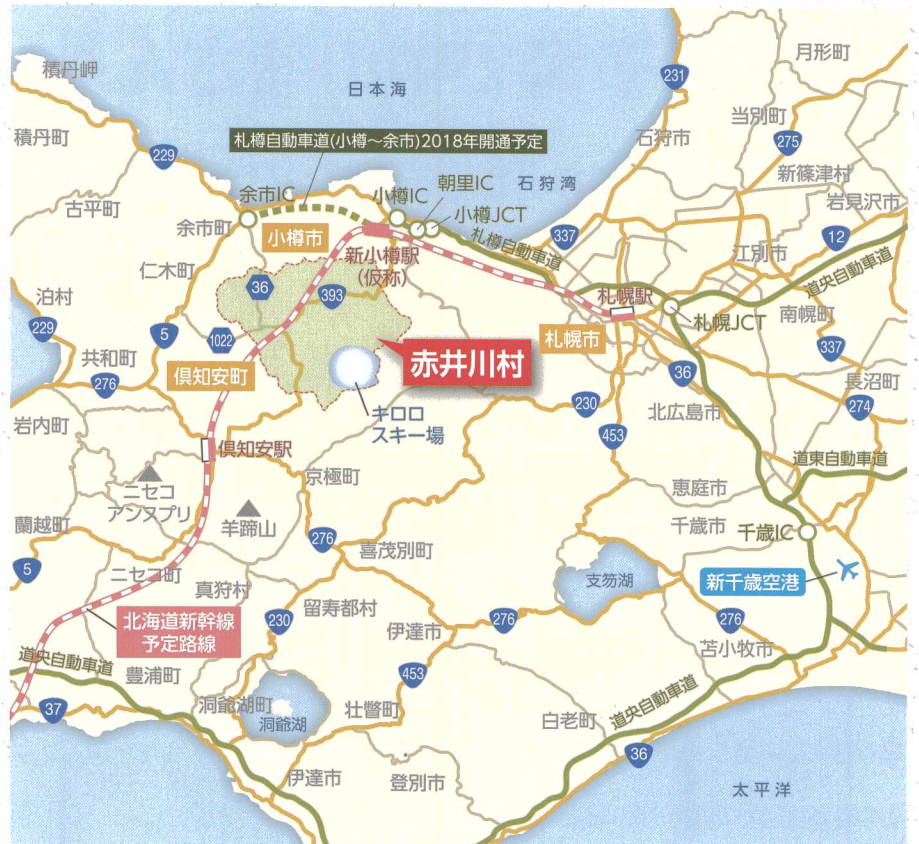 積丹岬
月形町
231
日本海
当別町
275
積丹町
札樽自動車道(小樽〜余市)2018年開通予定
石狩市
229
新篠津村
余市IC
小樽IC
朝里IC
石狩湾
岩見沢市
古平町
余市町
小樽市
小樽JCT
札樽自動車道
337
江別市
12
道央自動車道
新小樽駅
(仮称)
仁木町
36
393
札幌駅
泊村
札幌JCT
南幌町
229
5
1022
札幌市
337
共和町
倶知安町
赤井川村
276
36
長沼町
キロロ
スキー場
230
北広島市
274
岩内町
453
倶知安駅
道東自動車道
京極町
恵庭市
ニセコ
アンヌプリ
羊蹄山
千歳市
蘭越町
276
喜茂別町
千歳IC
5
ニセコ町
真狩村
支笏湖
新千歳空港
北海道新幹線
予定路線
230
留寿都村
伊達市
276
276
苫小牧市
道央自動車道
豊浦町
453
37
洞爺湖町
洞爺湖
壮瞥町
白老町
道央自動車道
36
伊達市
登別市
太平洋